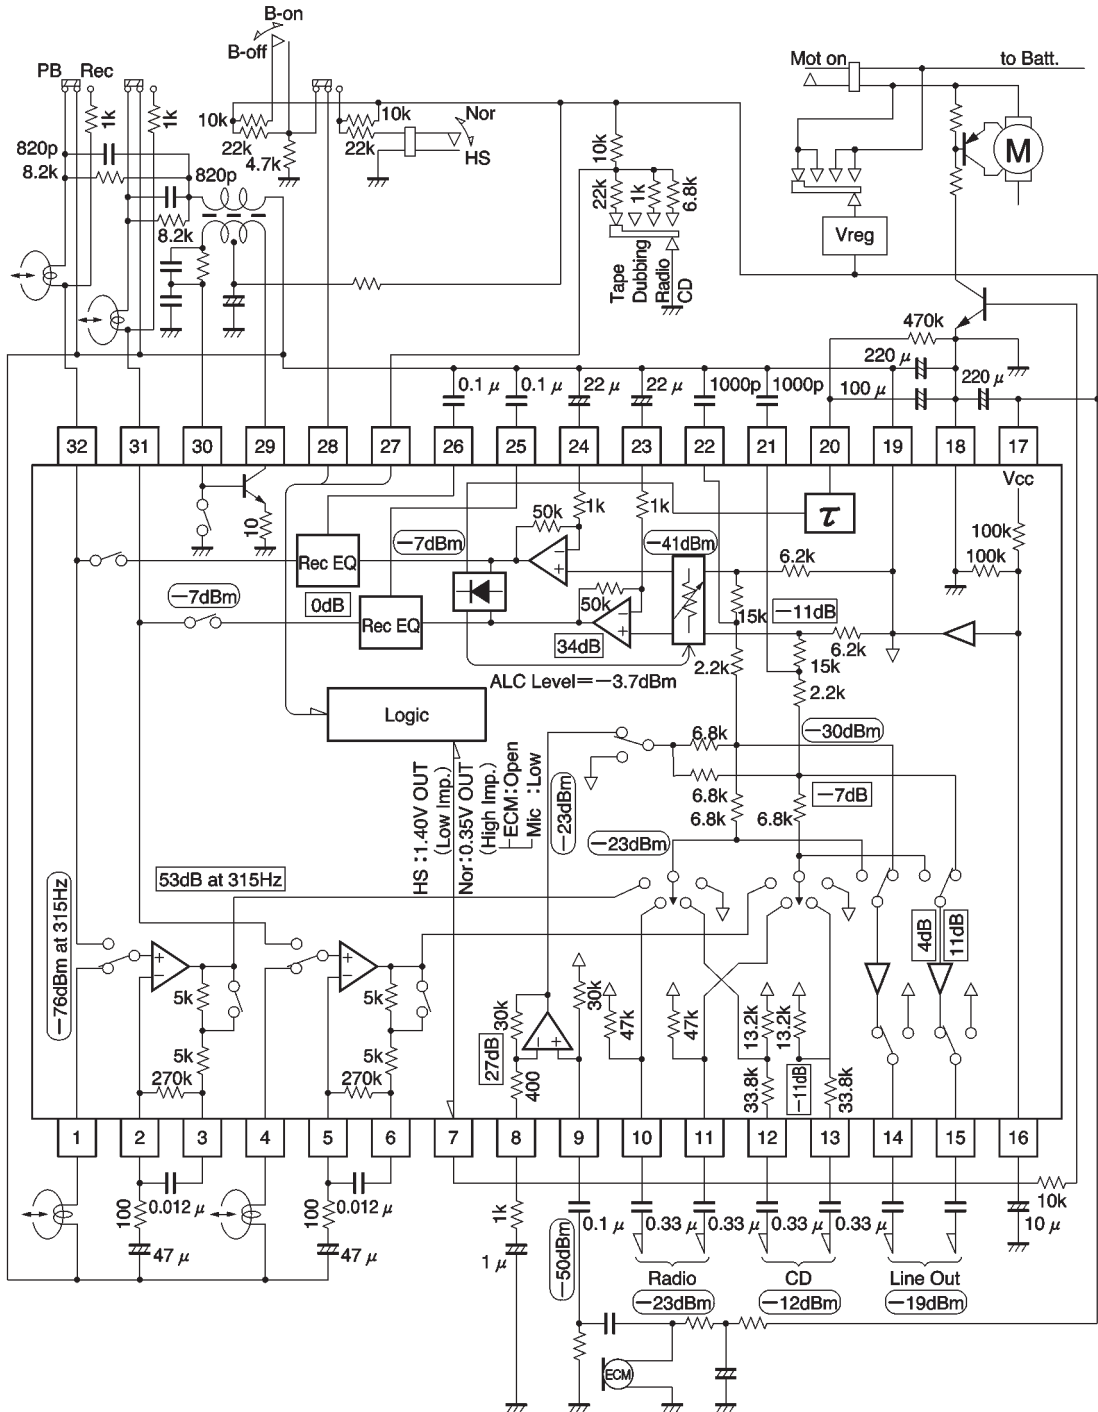 B-on
B-off
Mot on
to Batt.
PB Rec
1k
1k
10k
22k
4.7k
10k
22k
Nor
HS
820p
8.2k
820p
8.2k
10k
22k
1k
6.8k
Tape
Dubbing
Radio
CD
M
Vreg
470k
220 μ
100 μ
220 μ
0.1 μ
0.1 μ
22 μ
22 μ
1000p
1000p
32 31 30 29 28 27 26 25 24 23 22 21 20 19 18 17
Vcc
10
Rec EQ
Rec EQ
−7dBm
−7dBm
0dB
50k
1k
1k
50k
34dB
−41dBm
τ
6.2k
100k
100k
15k
−11dB
6.2k
15k
2.2k
2.2k
ALC Level=−3.7dBm
Logic
HS : 1.40V OUT
(Low Imp.)
Nor : 0.35V OUT
(High Imp.)
ECM : Open
Mic : Low
−23dBm
6.8k
6.8k
6.8k
6.8k
−30dBm
−7dB
−23dBm
53dB at 315Hz
−76dBm at 315Hz
4dB
11dB
+
−
+
−
5k
5k
270k
5k
5k
270k
27dB
30k
400
− +
30k
47k
47k
13.2k
13.2k
33.8k
−11dB
33.8k
1 2 3 4 5 6 7 8 9 10 11 12 13 14 15 16
100
0.012 μ
47 μ
100
0.012 μ
47 μ
1k
1 μ
0.1 μ
−50dBm
0.33 μ
0.33 μ
0.33 μ
0.33 μ
10k
10 μ
Radio
−23dBm
CD
−12dBm
Line Out
−19dBm
ECM